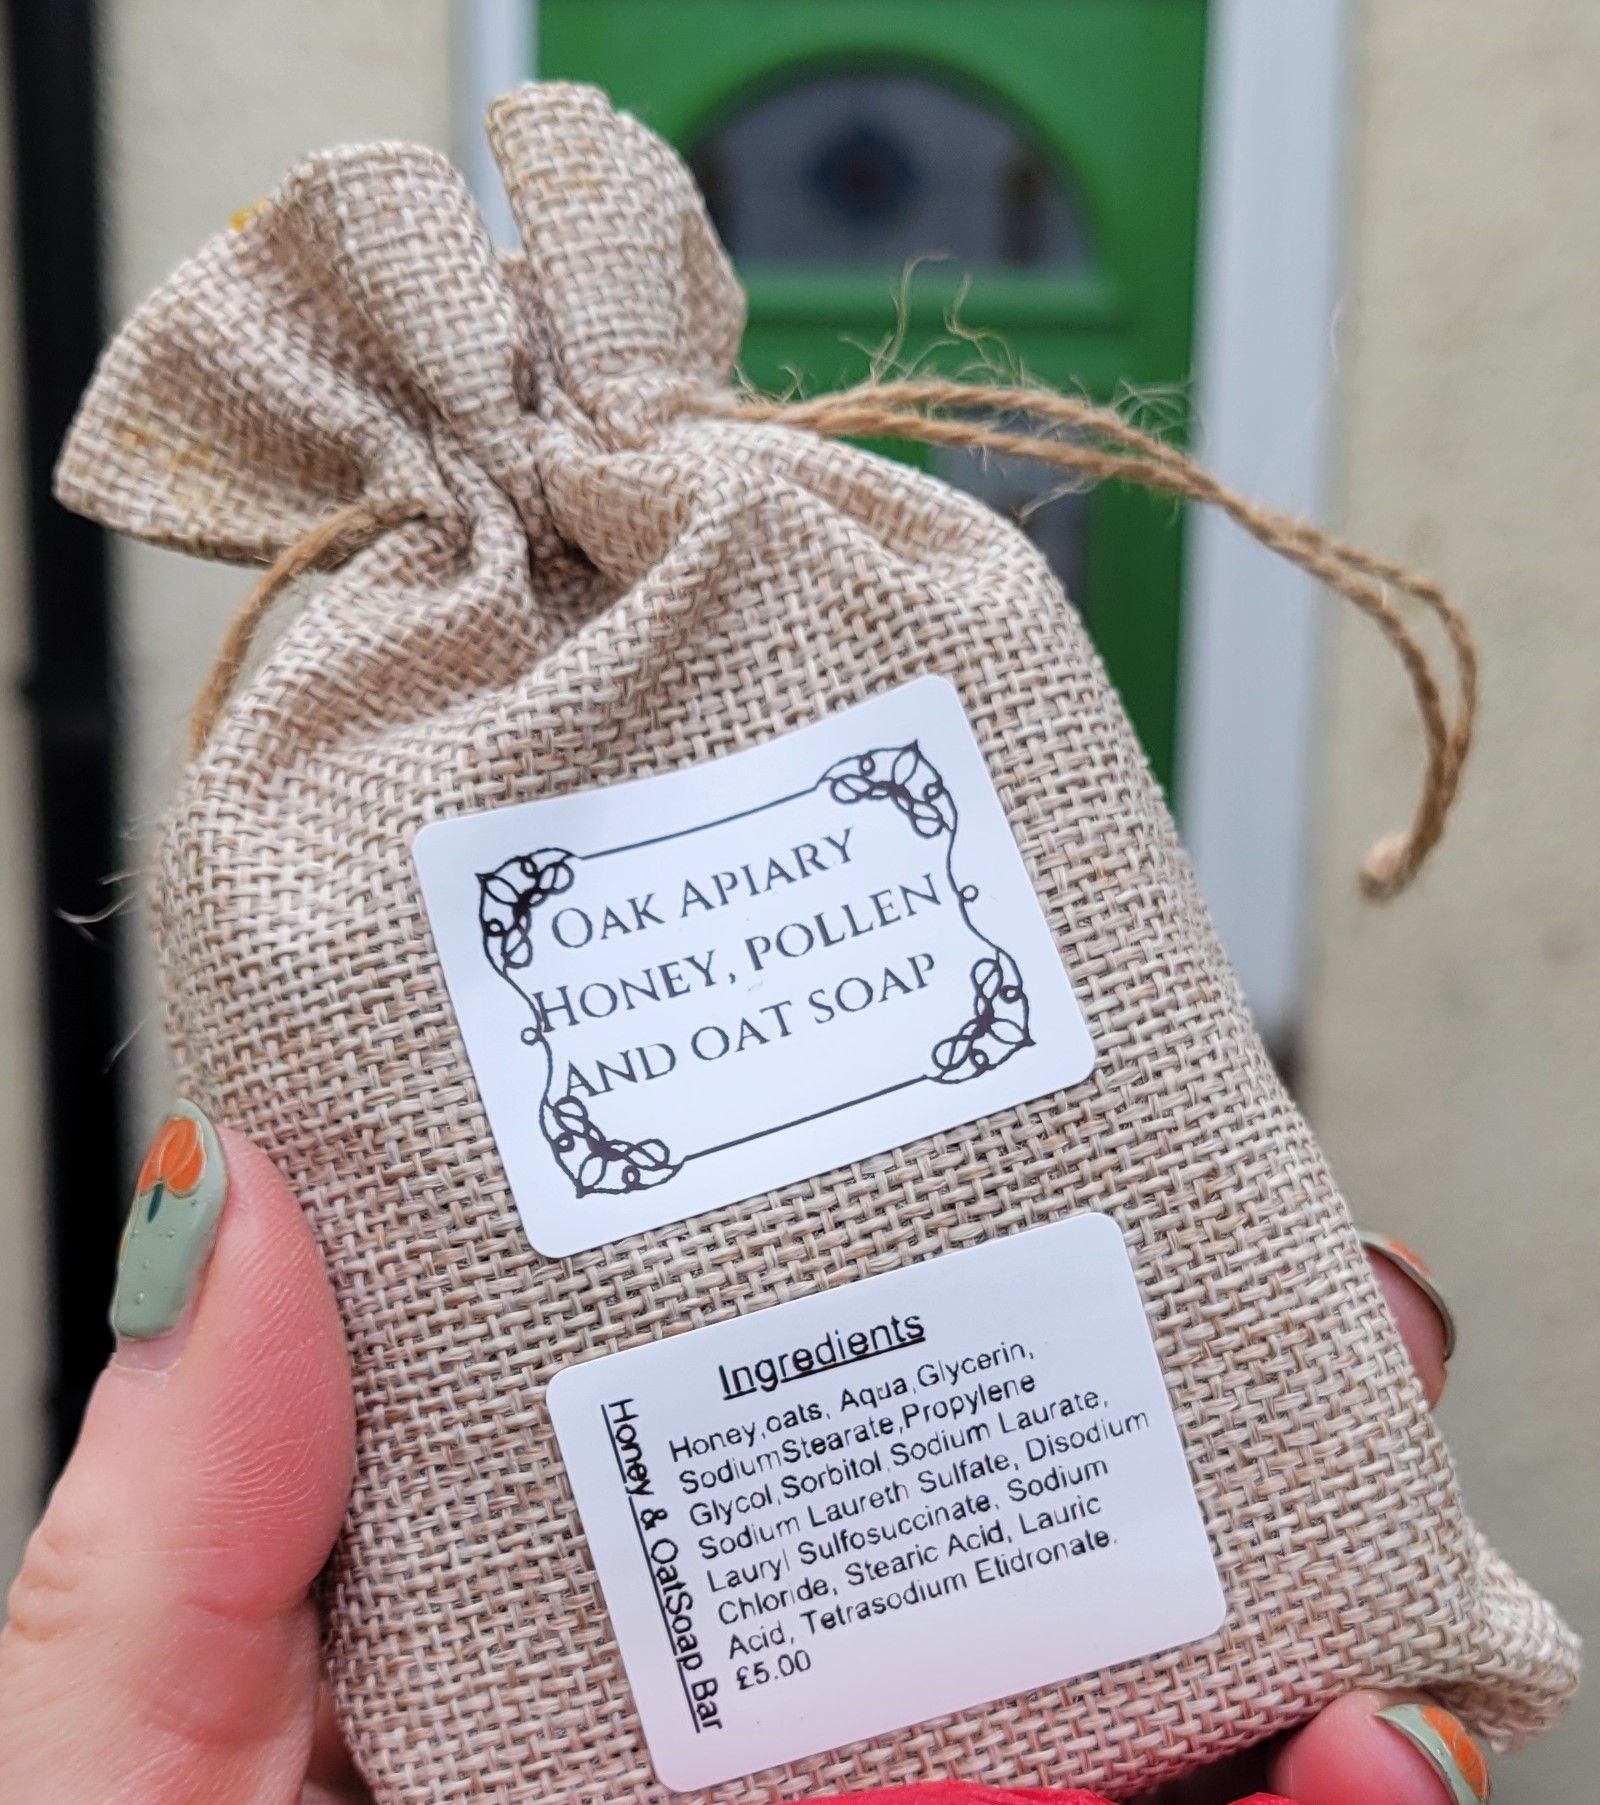 OAK APIARY
HONEY, POLLEN
AND OAT SOAP
Ingredients
Honey,oats, Aqua,Glycerin,
SodiumStearate,Propylene
Glycol,Sorbitol,Sodium Laurate,
Sodium Laureth Sulfate, Disodium
Lauryl Sulfosuccinate, Sodium
Chloride, Stearic Acid, Lauric
Acid, Tetrasodium Etidronate.
£5.00
Honey & OatSoap Bar